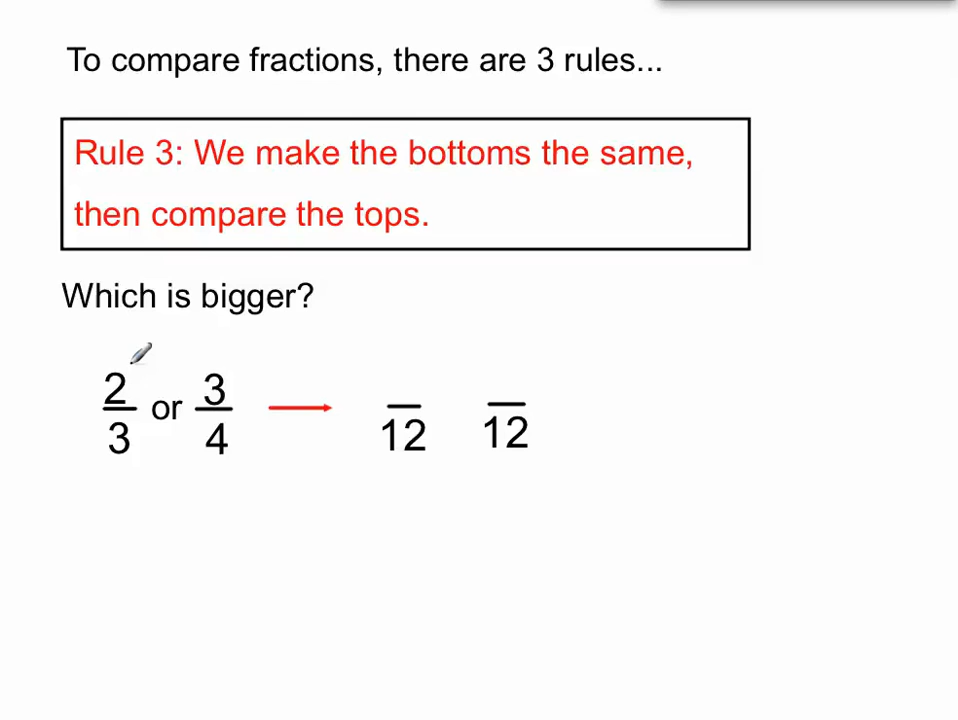 To compare fractions, there are 3 rules...
Rule 3: We make the bottoms the same,
then compare the tops.
Which is bigger?
2/3 or 3/4 → /12 /12